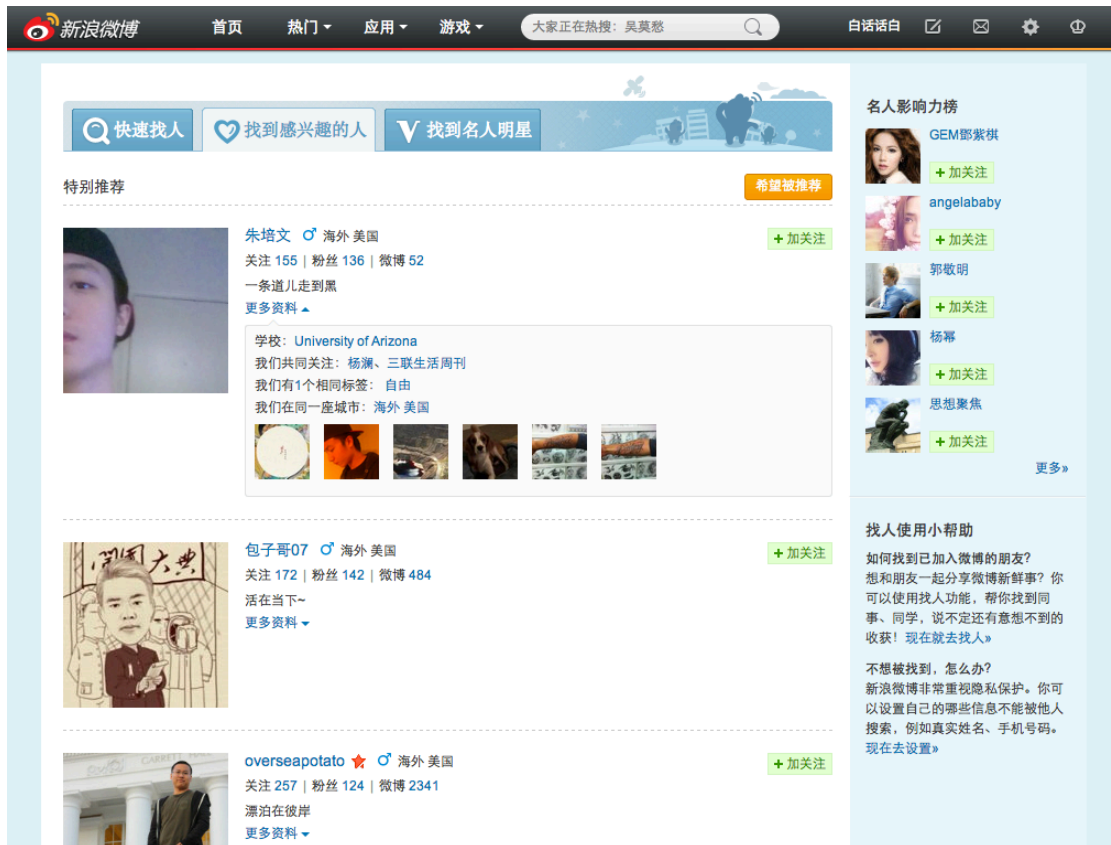 新浪微博 首页 热门 应用 游戏 大家正在热搜：吴莫愁 白话话白
快速找人 找到感兴趣的人 V 找到名人明星
特别推荐 希望被推荐
朱培文 海外 美国 +加关注
关注 155 | 粉丝 136 | 微博 52
一条道儿走到黑
更多资料
学校：University of Arizona
我们共同关注：杨澜、三联生活周刊
我们有1个相同标签： 自由
我们在同一座城市：海外 美国
包子哥07 海外 美国 +加关注
关注 172 | 粉丝 142 | 微博 484
活在当下~
更多资料
開國大典
overseapotato 海外 美国 +加关注
关注 257 | 粉丝 124 | 微博 2341
漂泊在彼岸
更多资料
名人影响力榜
GEM鄧紫棋
+加关注
angelababy
+加关注
郭敬明
+加关注
杨幂
+加关注
思想聚焦
+加关注
更多»
找人使用小帮助
如何找到已加入微博的朋友？
想和朋友一起分享微博新鲜事？你
可以使用找人功能，帮你找到同
事、同学，说不定还有意想不到的
收获！现在就去找人»
不想被找到，怎么办？
新浪微博非常重视隐私保护。你可
以设置自己的哪些信息不能被他人
搜索，例如真实姓名、手机号码。
现在去设置»